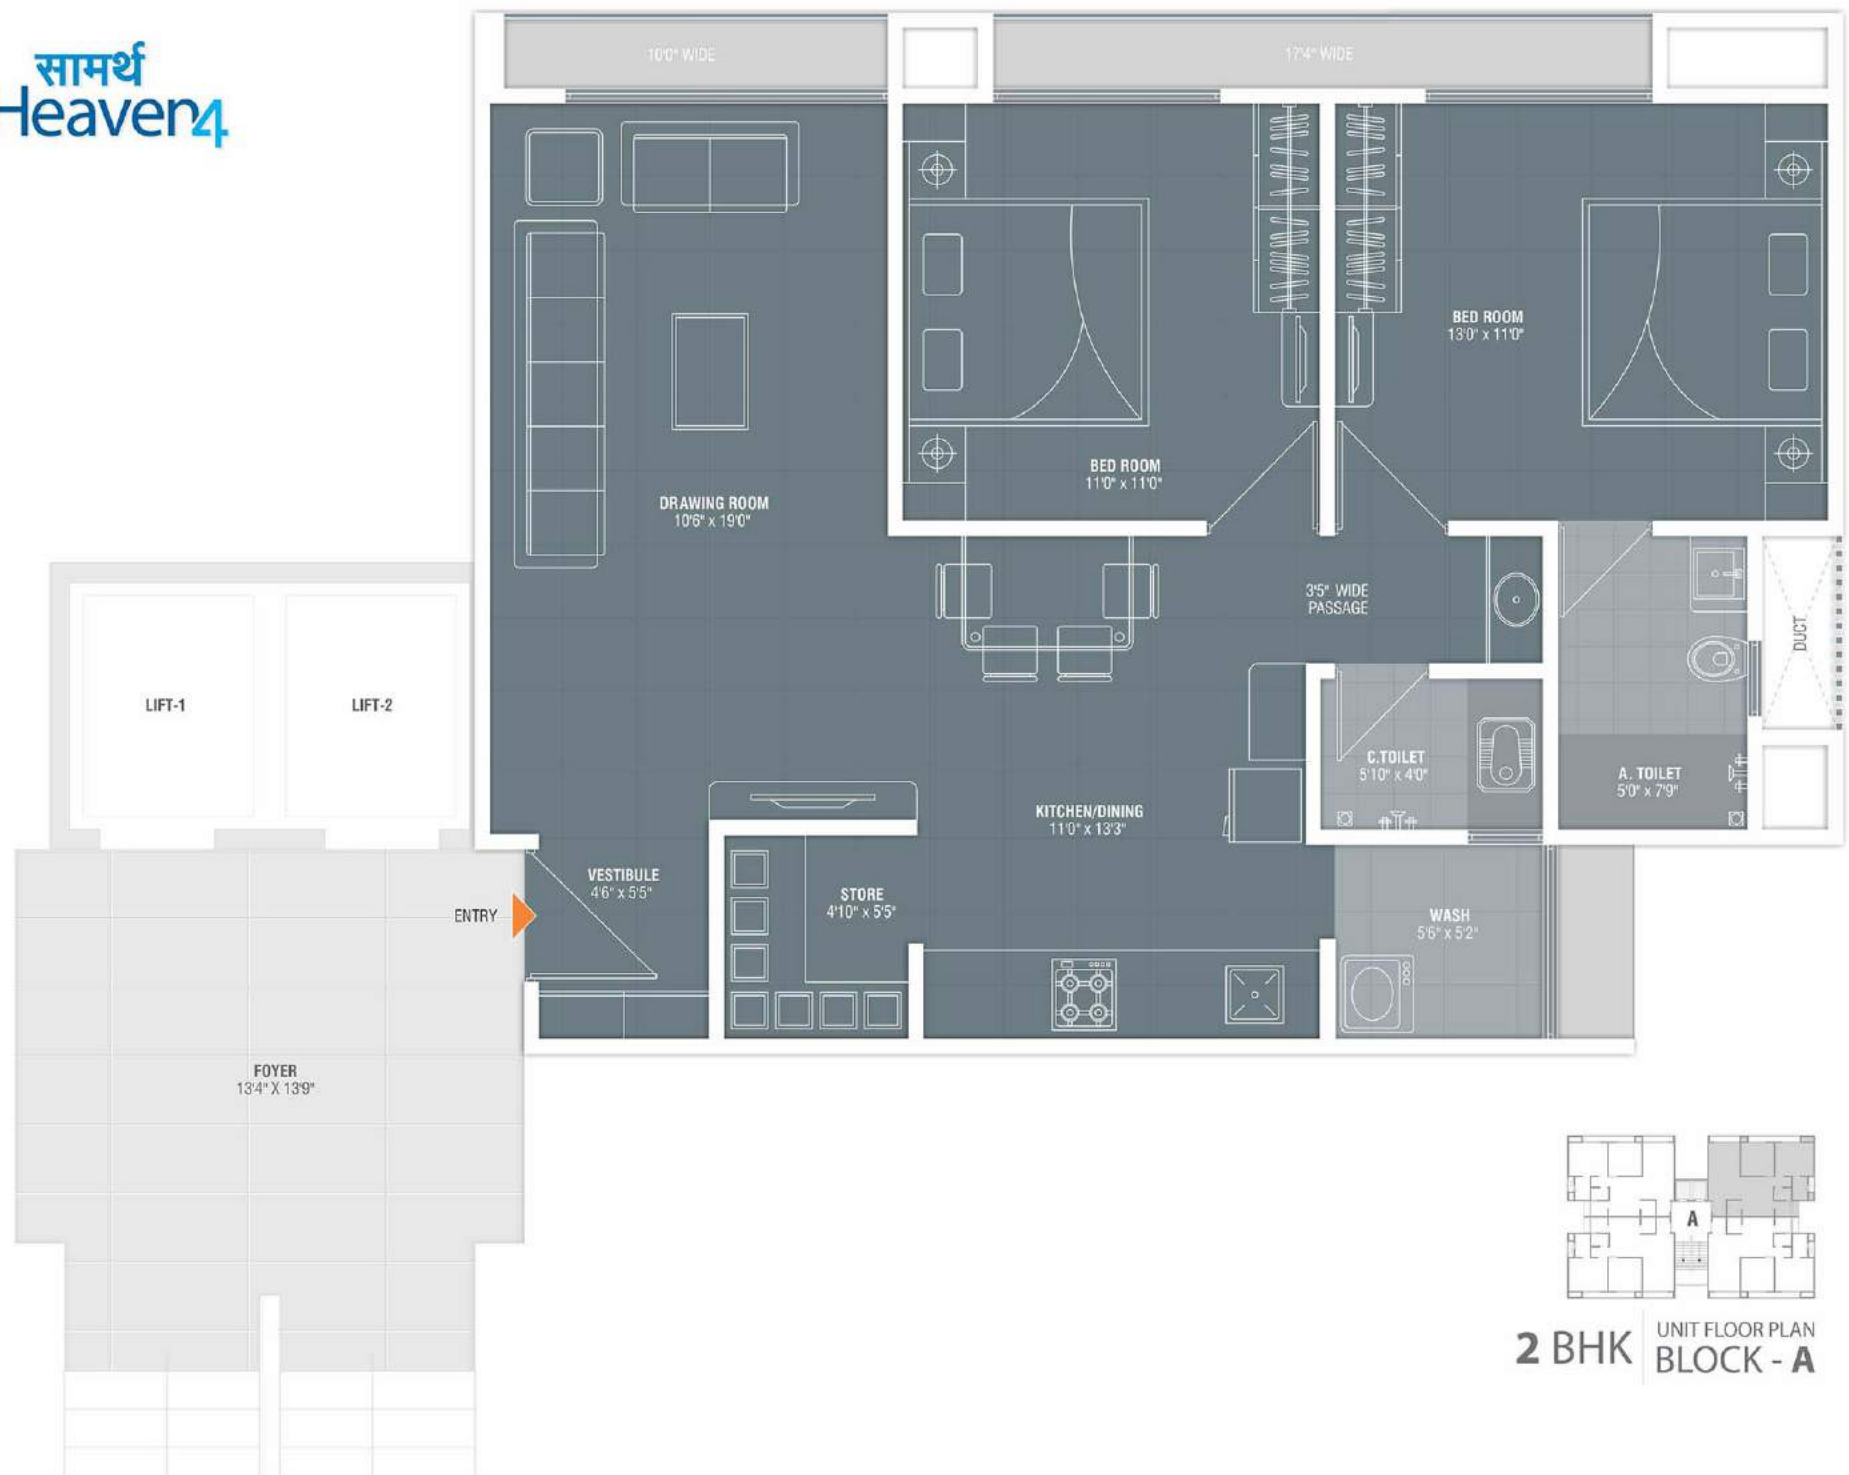 सामर्थ
Heaven4
10'0" WIDE
17'4" WIDE
BED ROOM
13'0" x 11'0"
BED ROOM
11'0" x 11'0"
DRAWING ROOM
10'6" x 19'0"
3'5" WIDE
PASSAGE
DUCT
LIFT-1
LIFT-2
C.TOILET
5'10" x 4'0"
A. TOILET
5'0" x 7'9"
KITCHEN/DINING
11'0" x 13'3"
VESTIBULE
4'6" x 5'5"
STORE
4'10" x 5'5"
ENTRY
WASH
5'6" x 5'2"
FOYER
13'4" X 13'9"
A
2 BHK
UNIT FLOOR PLAN
BLOCK - A